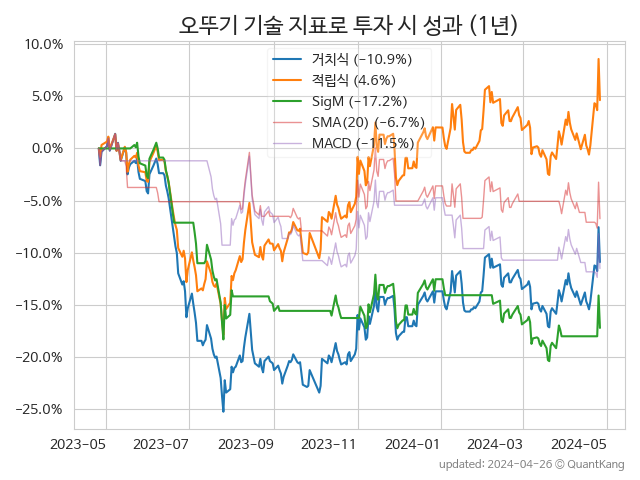 오뚜기 기술 지표로 투자 시 성과 (1년)
10.0%
5.0%
0.0%
−5.0%
−10.0%
−15.0%
−20.0%
−25.0%
거치식 (−10.9%)
적립식 (4.6%)
SigM (−17.2%)
SMA(20) (−6.7%)
MACD (−11.5%)
2023−05 2023−07 2023−09 2023−11 2024−01 2024−03 2024−05
updated: 2024-04-26 © QuantKang